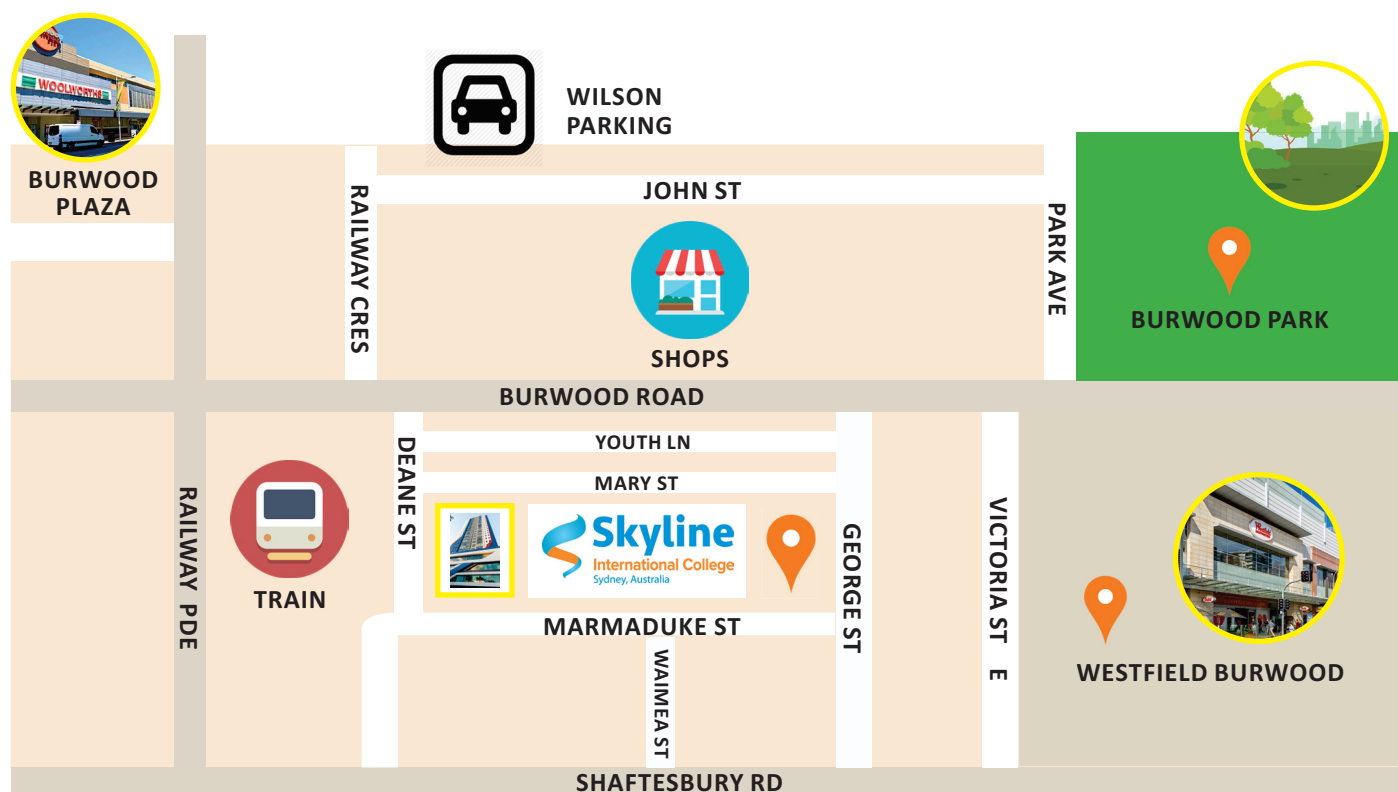 WOOLWORTHS
WILSON
PARKING
BURWOOD
PLAZA
RAILWAY CRES
JOHN ST
PARK AVE
SHOPS
BURWOOD PARK
BURWOOD ROAD
DEANE ST
YOUTH LN
MARY ST
RAILWAY PDE
TRAIN
Skyline
International College
Sydney, Australia
GEORGE ST
VICTORIA ST E
MARMADUKE ST
WAIMEA ST
WESTFIELD BURWOOD
SHAFTESBURY RD